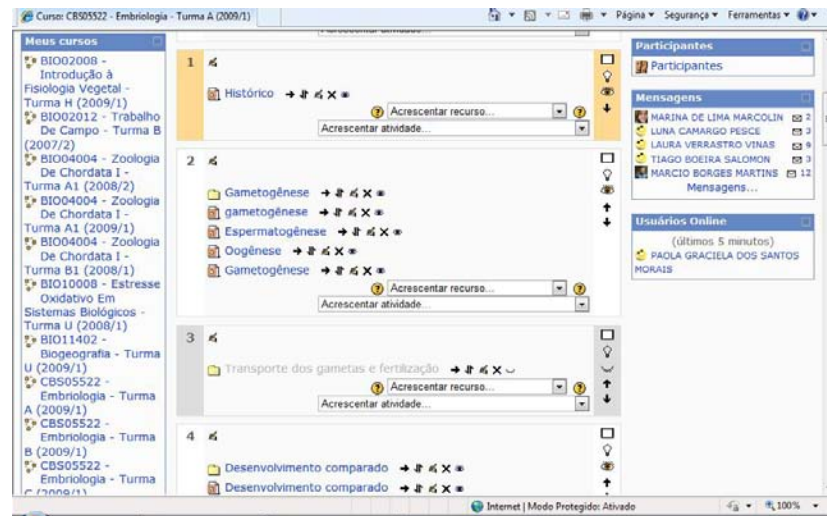 Curso: CBS05522 - Embriologia - Turma A (2009/1)
Página Segurança Ferramentas
Meus cursos
BIO02008 -
Introdução à
Fisiologia Vegetal -
Turma H (2009/1)
BIO02012 - Trabalho
De Campo - Turma B
(2007/2)
BIO04004 - Zoologia
De Chordata I -
Turma A1 (2008/2)
BIO04004 - Zoologia
De Chordata I -
Turma A1 (2009/1)
BIO04004 - Zoologia
De Chordata I -
Turma B1 (2008/1)
BIO10008 - Estresse
Oxidativo Em
Sistemas Biológicos -
Turma U (2008/1)
BIO11402 -
Biogeografia - Turma
U (2009/1)
CBS05522 -
Embriologia - Turma
A (2009/1)
CBS05522 -
Embriologia - Turma
B (2009/1)
CBS05522 -
Embriologia - Turma
C (2009/1)
1
Histórico
Acrescentar recurso...
Acrescentar atividade...
2
Gametogênese
gametogênese
Espermatogênese
Oogênese
Gametogênese
Acrescentar recurso...
Acrescentar atividade...
3
Transporte dos gametas e fertilização
Acrescentar recurso...
Acrescentar atividade...
4
Desenvolvimento comparado
Desenvolvimento comparado
Participantes
Participantes
Mensagens
MARINA DE LIMA MARCOLIN 2
LUNA CAMARGO PESCE 3
LAURA VERRASTRO VINAS 9
TIAGO BOEIRA SALOMON 3
MARCIO BORGES MARTINS 12
Mensagens...
Usuários Online
(últimos 5 minutos)
PAOLA GRACIELA DOS SANTOS
MORAIS
Internet | Modo Protegido: Ativado
100%